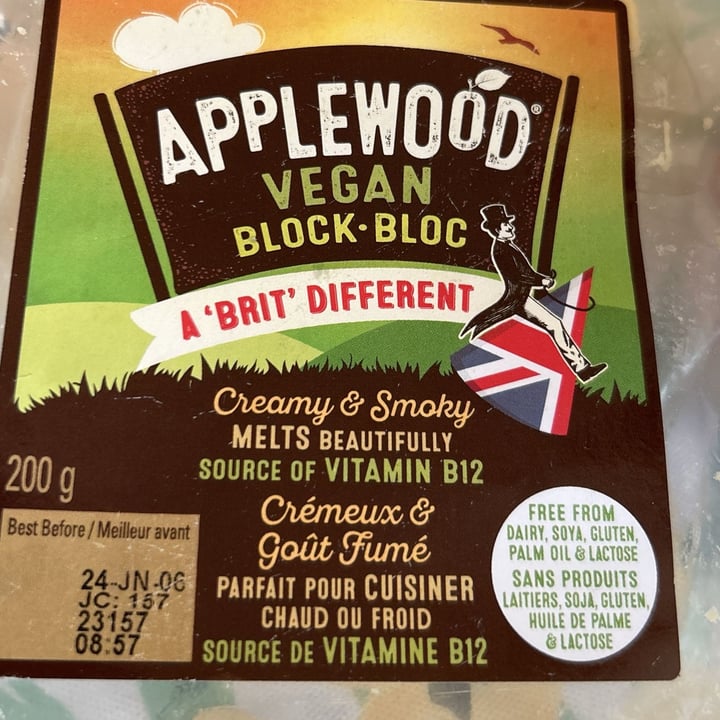 APPLEWOOD®
VEGAN
BLOCK·BLOC
A 'BRIT' DIFFERENT
Creamy & Smoky
MELTS BEAUTIFULLY
SOURCE OF VITAMIN B12
200 g
Crémeux &
Goût Fumé
PARFAIT POUR CUISINER
CHAUD OU FROID
SOURCE DE VITAMINE B12
Best Before / Meilleur avant
24-JN-06
JC: 157
23157
08:57
FREE FROM
DAIRY, SOYA, GLUTEN,
PALM OIL & LACTOSE
SANS PRODUITS
LAITIERS, SOJA, GLUTEN,
HUILE DE PALME
& LACTOSE